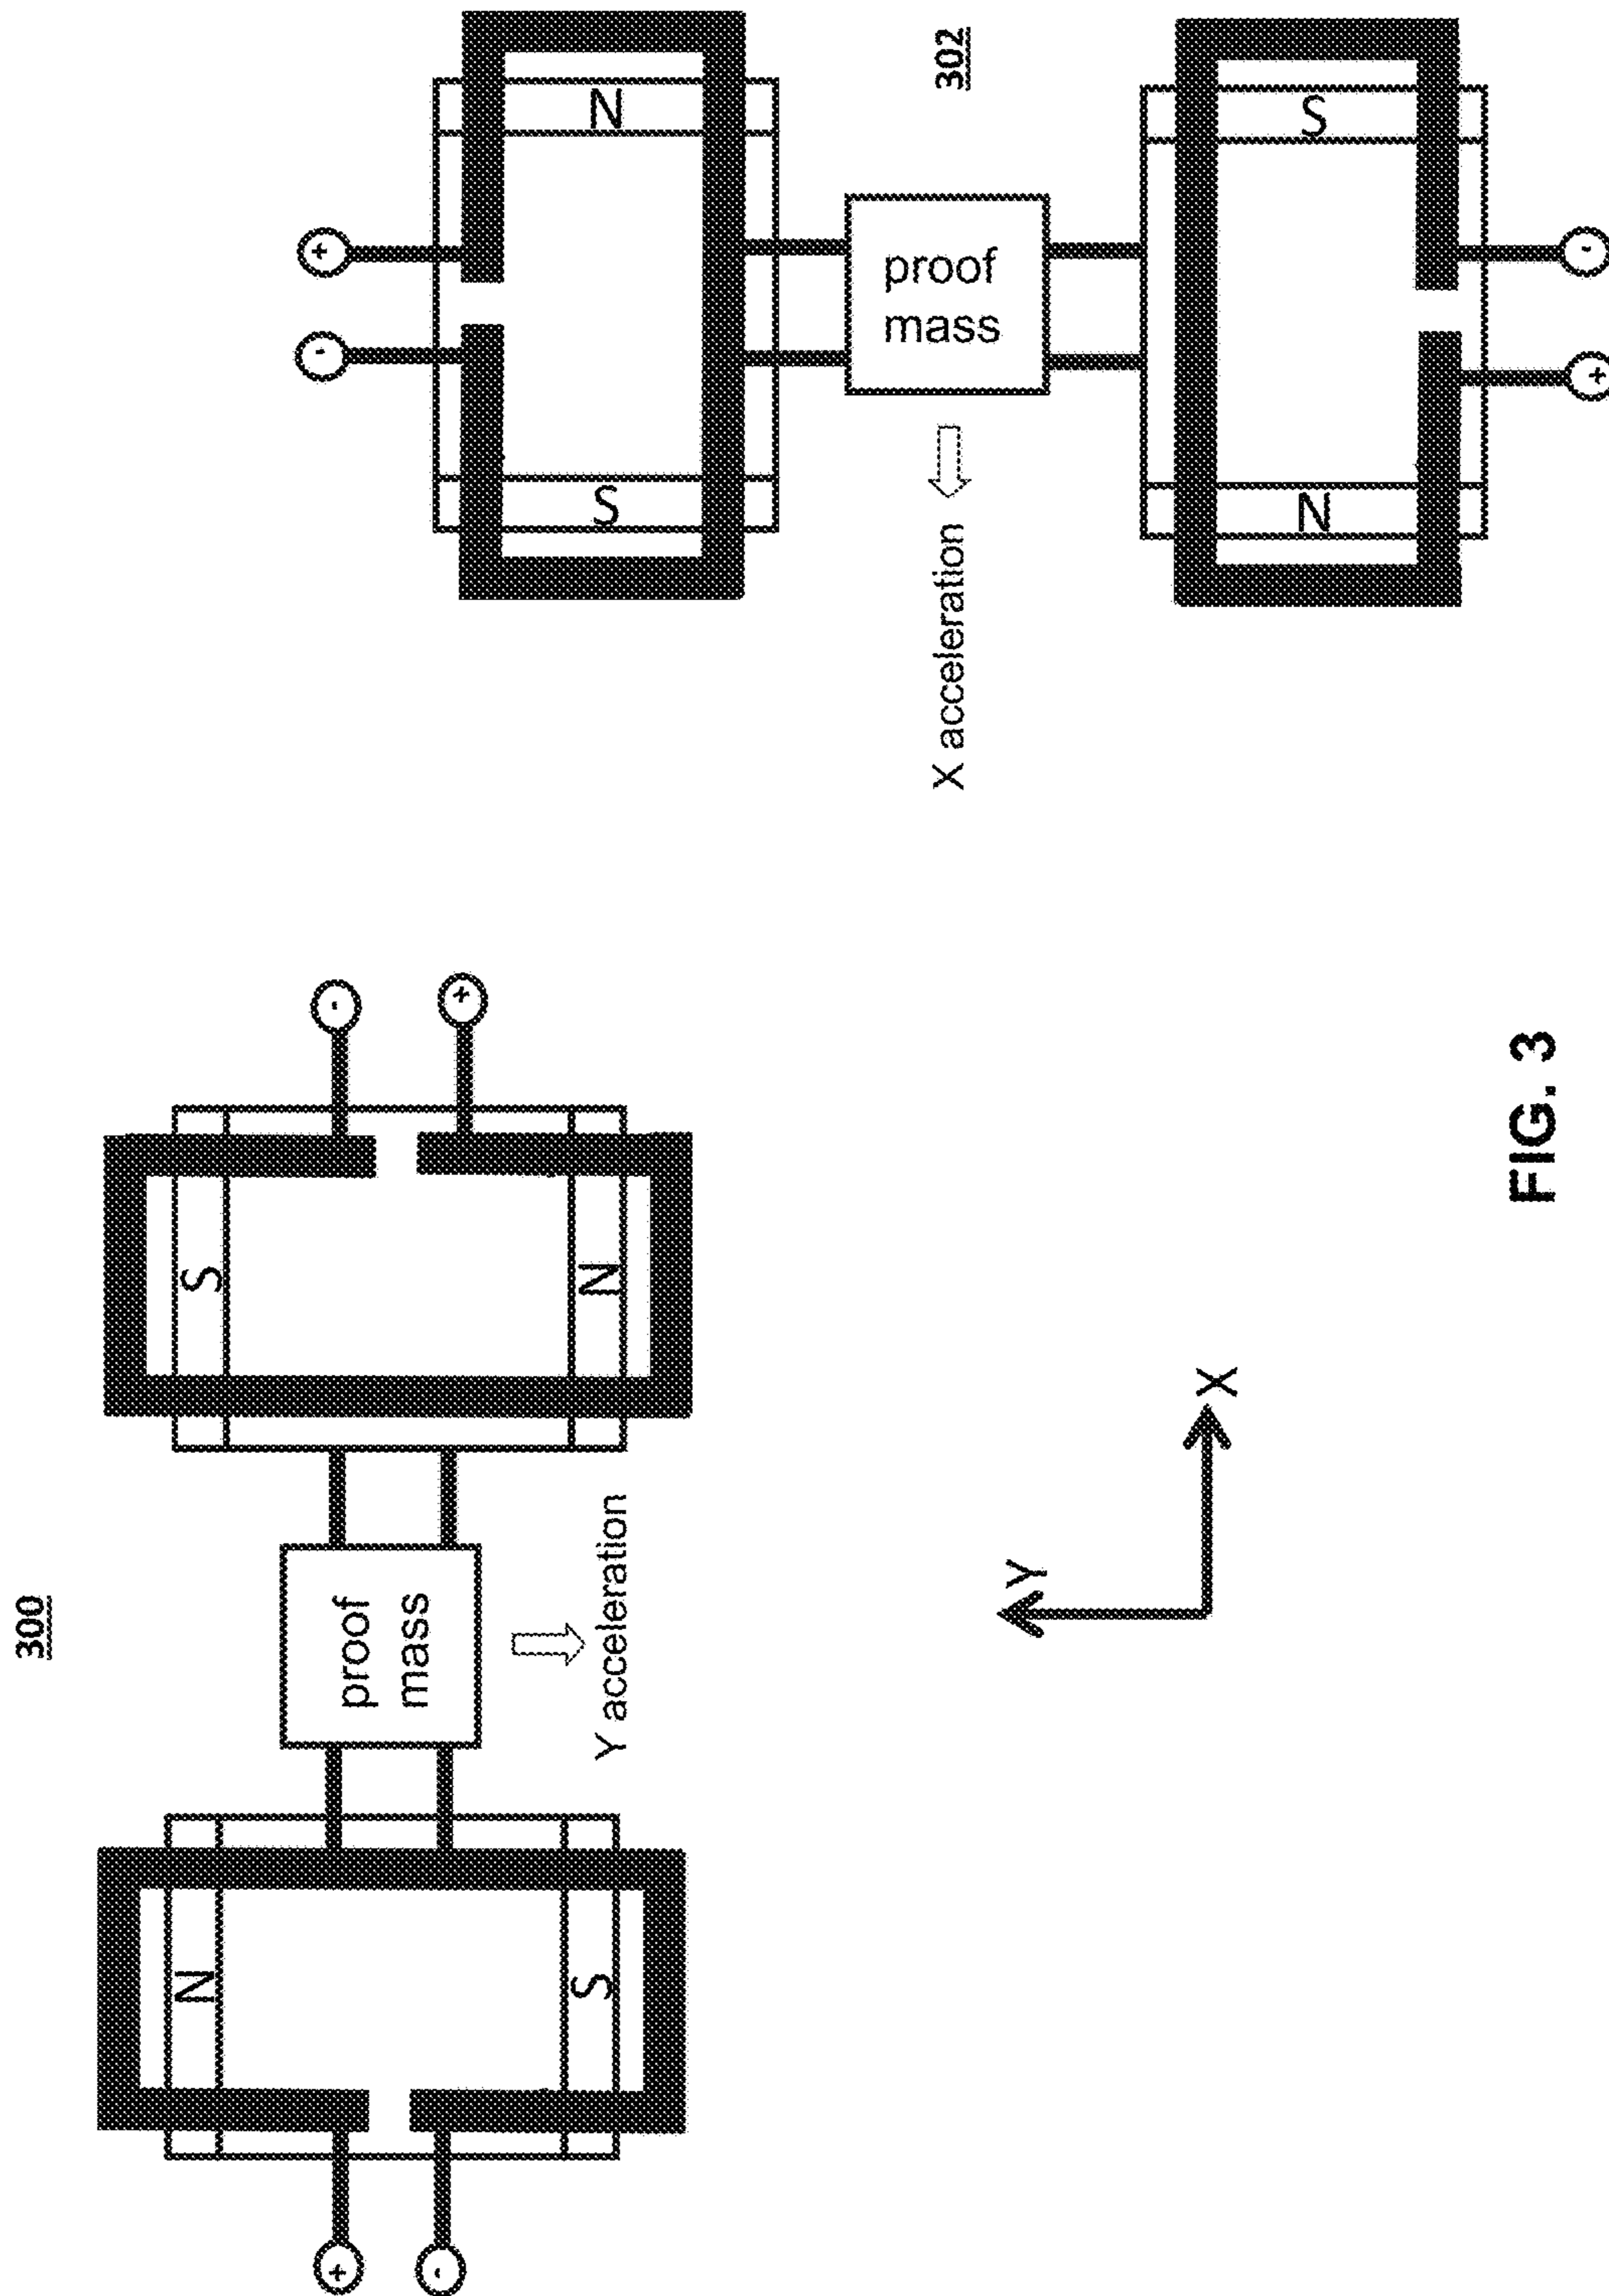 300
+
-
N
S
proof
mass
Y acceleration
S
N
-
+
Y
X
302
-
+
S
N
proof
mass
X acceleration
N
S
+
-
FIG. 3